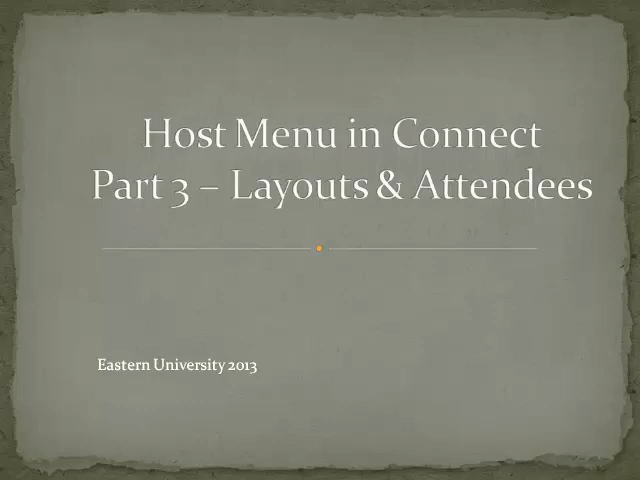 Host Menu in Connect
Part 3 – Layouts & Attendees
Eastern University 2013